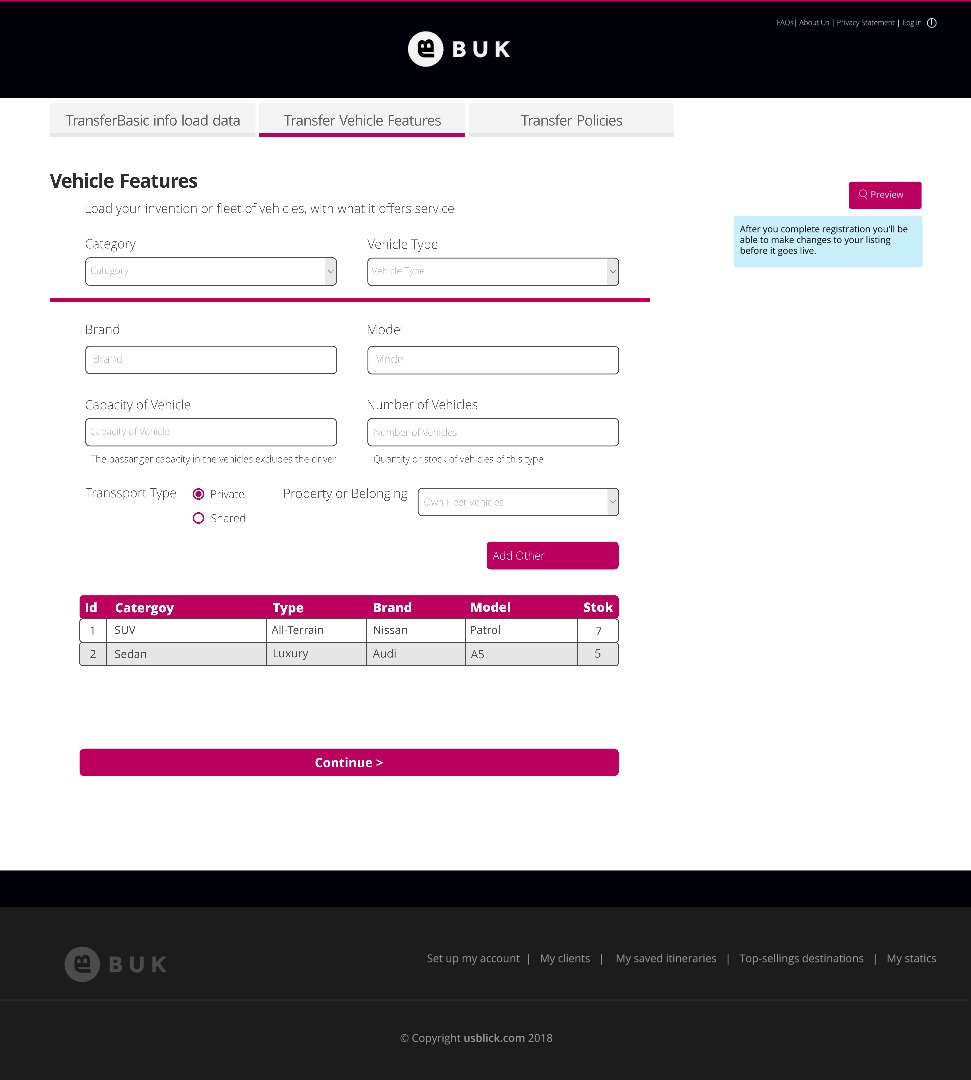 FAQs| About Us | Privacy Statement | Log in
BUK
TransferBasic info load data
Transfer Vehicle Features
Transfer Policies
Vehicle Features
Load your invention or fleet of vehicles, with what it offers service
Preview
After you complete registration you'll be
able to make changes to your listing
before it goes live.
Category
Vehicle Type
Category
Vehicle Type
Brand
Model
Brand
Model
Capacity of Vehicle
Number of Vehicles
Capacity of Vehicle
Number of Vehicles
The passanger capacity in the vehicles excludes the driver
Quantity or stock of vehicles of this type
Transsport Type
Private
Shared
Property or Belonging
Own Fleet Vehicles
Add Other
Id Catergoy Type Brand Model Stok
1 SUV All-Terrain Nissan Patrol 7
2 Sedan Luxury Audi A5 5
Continue >
BUK
Set up my account | My clients | My saved itineraries | Top-sellings destinations | My statics
© Copyright usblick.com 2018